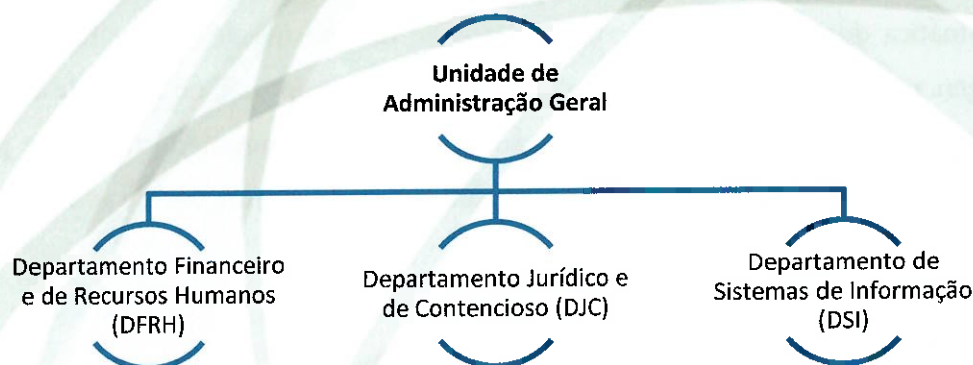 Unidade de
Administração Geral
Departamento Financeiro
e de Recursos Humanos
(DFRH)
Departamento Jurídico e
de Contencioso (DJC)
Departamento de
Sistemas de Informação
(DSI)